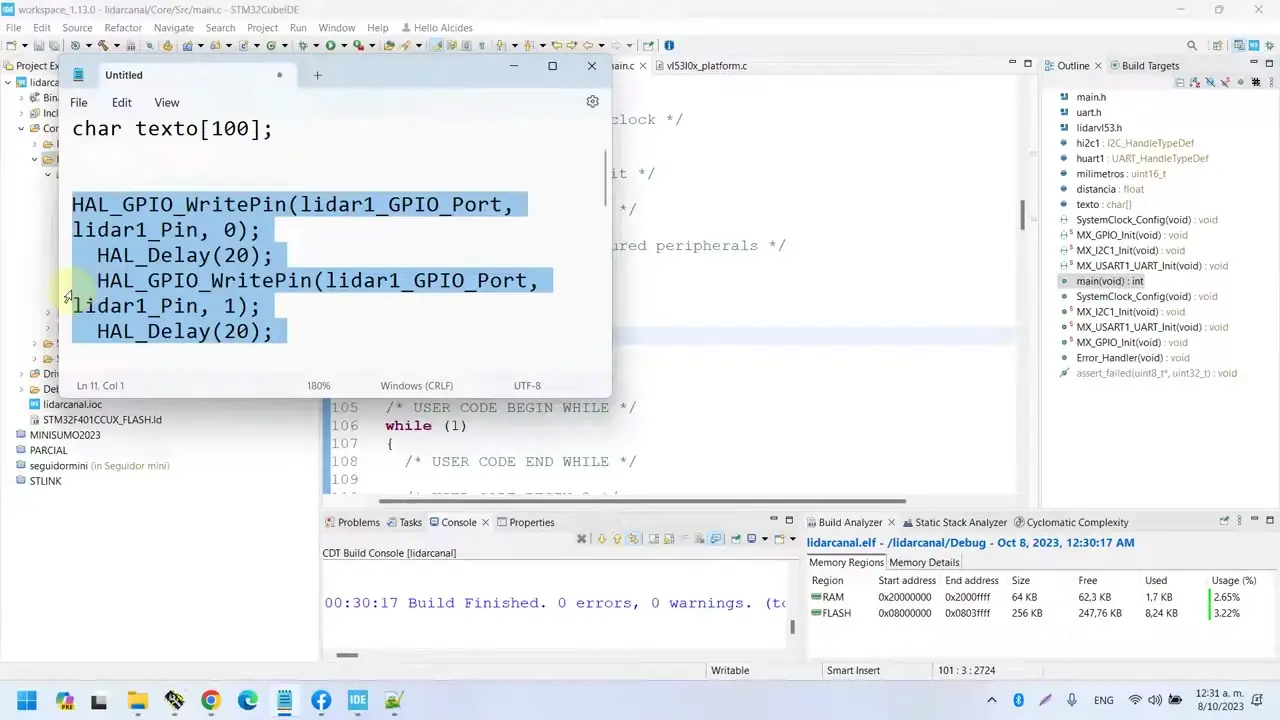 workspace_1.13.0 - lidarcanal/Core/Src/main.c - STM32CubeIDE
File Edit Source Refactor Navigate Search Project Run Window Help Hello Alcides
Project Ex
lidarc
Bin
Incl
Cor
Driv
Deb
lidarcanal.ioc
STM32F401CCUX_FLASH.ld
MINISUMO2023
PARCIAL
seguidormini (in Seguidor mini)
STLINK
Untitled
File Edit View
char texto[100];
HAL_GPIO_WritePin(lidar1_GPIO_Port,
lidar1_Pin, 0);
HAL_Delay(20);
HAL_GPIO_WritePin(lidar1_GPIO_Port,
lidar1_Pin, 1);
HAL_Delay(20);
Ln 11, Col 1 180% Windows (CRLF) UTF-8
main.c vl53l0x_platform.c
clock */
it */
*/
ured peripherals */
105 /* USER CODE BEGIN WHILE */
106 while (1)
107 {
108 /* USER CODE END WHILE */
109
Outline Build Targets
main.h
uart.h
lidarvl53.h
hi2c1 : I2C_HandleTypeDef
huart1 : UART_HandleTypeDef
milimetros : uint16_t
distancia : float
texto : char[]
SystemClock_Config(void) : void
MX_GPIO_Init(void) : void
MX_I2C1_Init(void) : void
MX_USART1_UART_Init(void) : void
main(void) : int
SystemClock_Config(void) : void
MX_I2C1_Init(void) : void
MX_USART1_UART_Init(void) : void
MX_GPIO_Init(void) : void
Error_Handler(void) : void
assert_failed(uint8_t*, uint32_t) : void
Problems Tasks Console Properties
CDT Build Console [lidarcanal]
00:30:17 Build Finished. 0 errors, 0 warnings. (to
Build Analyzer Static Stack Analyzer Cyclomatic Complexity
lidarcanal.elf - /lidarcanal/Debug - Oct 8, 2023, 12:30:17 AM
Memory Regions Memory Details
Region Start address End address Size Free Used Usage (%)
RAM 0x20000000 0x2000ffff 64 KB 62,3 KB 1,7 KB 2.65%
FLASH 0x08000000 0x0803ffff 256 KB 247,76 KB 8,24 KB 3.22%
Writable Smart Insert 101 : 3 : 2724
IDE ENG 12:31 a. m.
8/10/2023